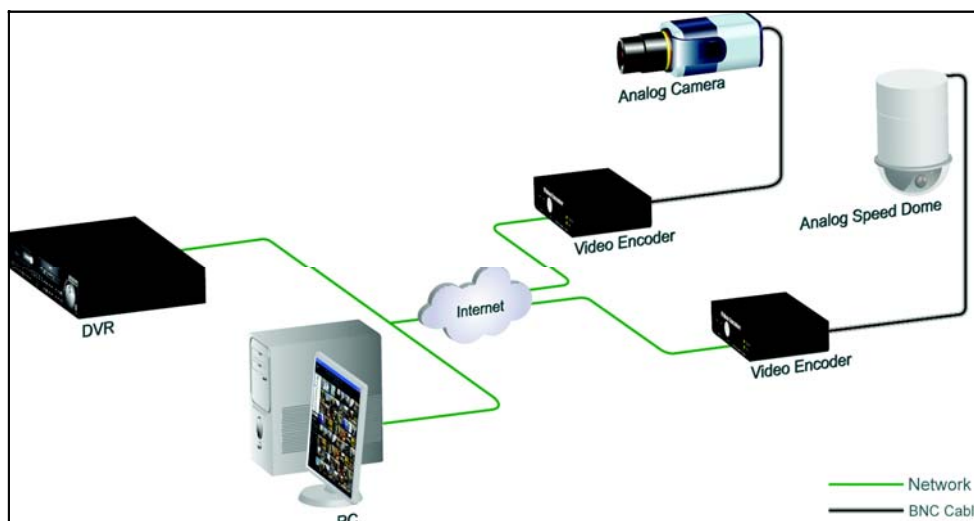 Analog Camera
Analog Speed Dome
Video Encoder
Internet
DVR
Video Encoder
PC
Network
BNC Cabl